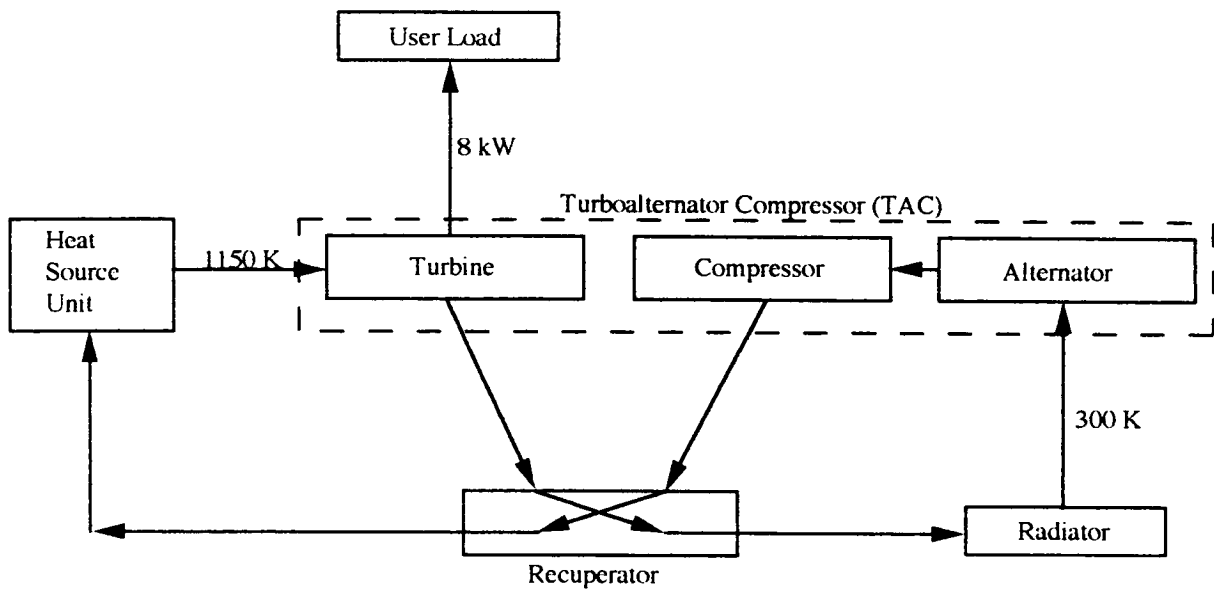 User Load
8 kW
Turboalternator Compressor (TAC)
Heat
Source
Unit
1150 K
Turbine
Compressor
Alternator
300 K
Radiator
Recuperator